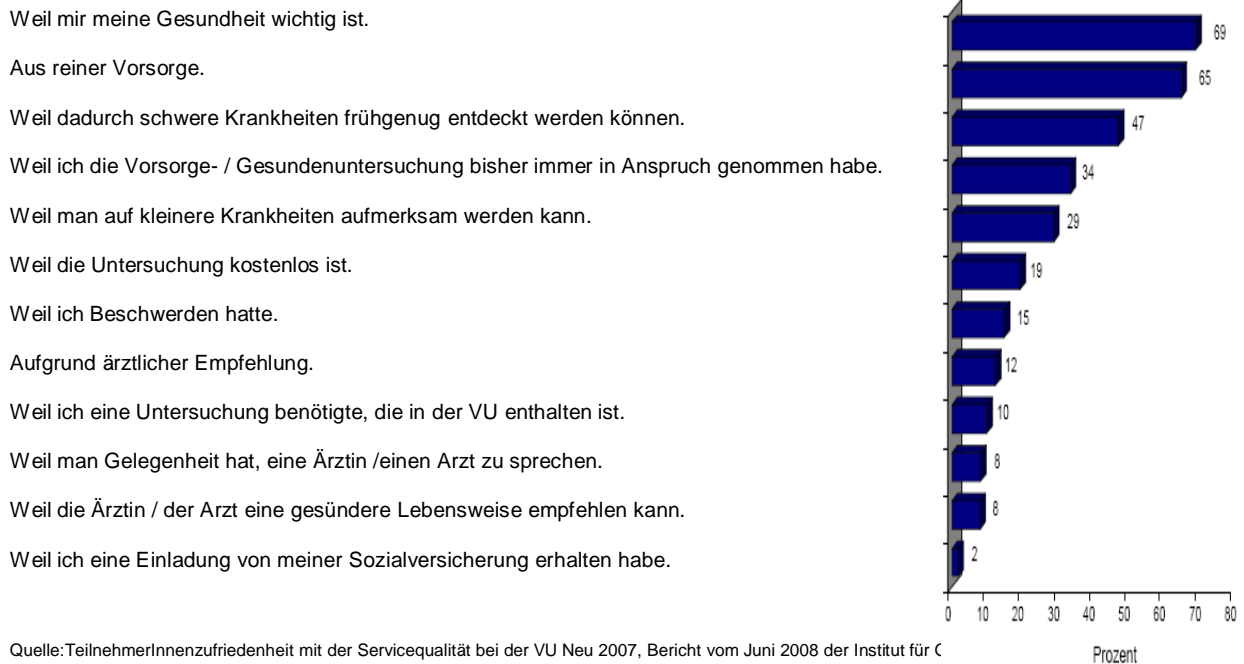 Weil mir meine Gesundheit wichtig ist. 69
Aus reiner Vorsorge. 65
Weil dadurch schwere Krankheiten frühgenug entdeckt werden können. 47
Weil ich die Vorsorge- / Gesundenuntersuchung bisher immer in Anspruch genommen habe. 34
Weil man auf kleinere Krankheiten aufmerksam werden kann. 29
Weil die Untersuchung kostenlos ist. 19
Weil ich Beschwerden hatte. 15
Aufgrund ärztlicher Empfehlung. 12
Weil ich eine Untersuchung benötigte, die in der VU enthalten ist. 10
Weil man Gelegenheit hat, eine Ärztin /einen Arzt zu sprechen. 8
Weil die Ärztin / der Arzt eine gesündere Lebensweise empfehlen kann. 8
Weil ich eine Einladung von meiner Sozialversicherung erhalten habe. 2
0 10 20 30 40 50 60 70 80
Prozent
Quelle:TeilnehmerInnenzufriedenheit mit der Servicequalität bei der VU Neu 2007, Bericht vom Juni 2008 der Institut für